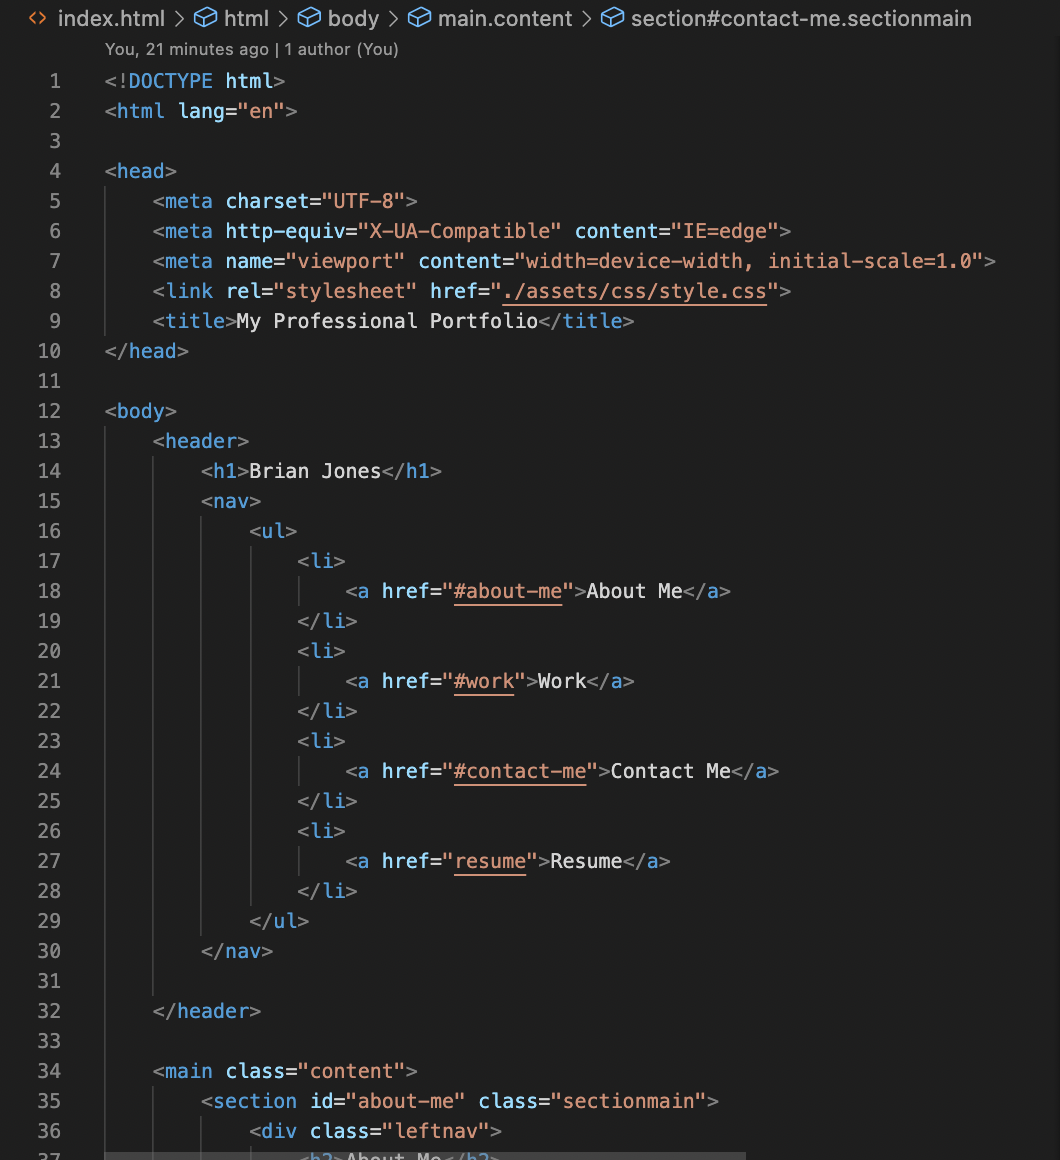 index.html > html > body > main.content > section#contact-me.sectionmain
You, 21 minutes ago | 1 author (You)
1 <!DOCTYPE html>
2 <html lang="en">
3
4 <head>
5     <meta charset="UTF-8">
6     <meta http-equiv="X-UA-Compatible" content="IE=edge">
7     <meta name="viewport" content="width=device-width, initial-scale=1.0">
8     <link rel="stylesheet" href="./assets/css/style.css">
9     <title>My Professional Portfolio</title>
10 </head>
11
12 <body>
13     <header>
14         <h1>Brian Jones</h1>
15         <nav>
16             <ul>
17                 <li>
18                     <a href="#about-me">About Me</a>
19                 </li>
20                 <li>
21                     <a href="#work">Work</a>
22                 </li>
23                 <li>
24                     <a href="#contact-me">Contact Me</a>
25                 </li>
26                 <li>
27                     <a href="resume">Resume</a>
28                 </li>
29             </ul>
30         </nav>
31
32     </header>
33
34     <main class="content">
35         <section id="about-me" class="sectionmain">
36             <div class="leftnav">
37                 <h2>About Me</h2>